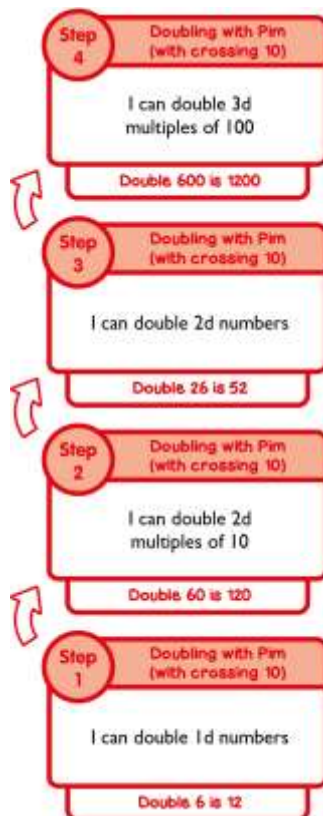 Step
4
Doubling with Pim
(with crossing 10)
I can double 3d
multiples of 100
Double 600 is 1200
Step
3
Doubling with Pim
(with crossing 10)
I can double 2d numbers
Double 26 is 52
Step
2
Doubling with Pim
(with crossing 10)
I can double 2d
multiples of 10
Double 60 is 120
Step
1
Doubling with Pim
(with crossing 10)
I can double 1d numbers
Double 6 is 12